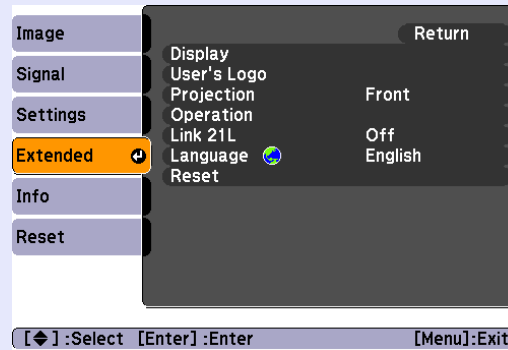 Image
Signal
Settings
Extended
Info
Reset
Return
Display
User's Logo
Projection Front
Operation
Link 21L Off
Language English
Reset
[◆] :Select [Enter] :Enter [Menu]:Exit